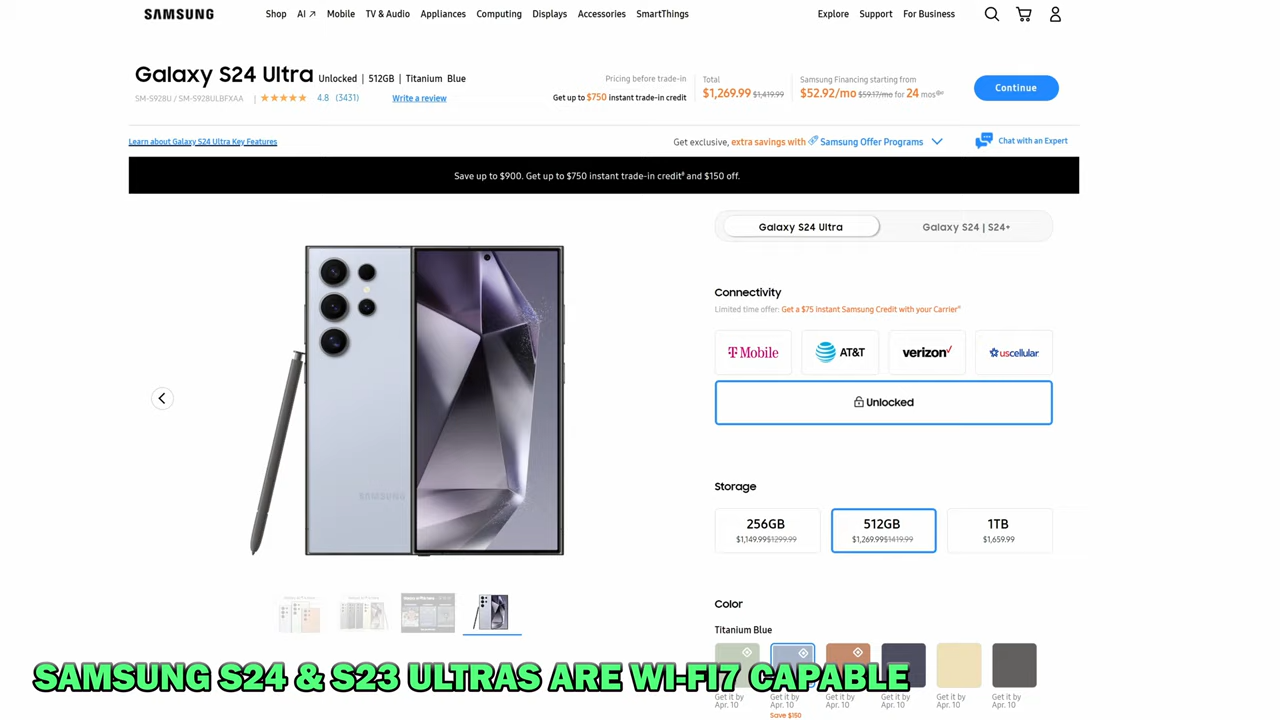 SAMSUNG
Shop AI ↗ Mobile TV & Audio Appliances Computing Displays Accessories SmartThings
Explore Support For Business
Galaxy S24 Ultra Unlocked | 512GB | Titanium Blue
SM-S928U / SM-S928ULBFXAA | ★★★★★ 4.8 (3431) Write a review
Pricing before trade-in
Get up to $750 instant trade-in credit
Total
$1,269.99 $1,419.99
Samsung Financing starting from
$52.92/mo $59.17/mo for 24 mos
Continue
Learn about Galaxy S24 Ultra Key Features
Get exclusive, extra savings with Samsung Offer Programs
Chat with an Expert
Save up to $900. Get up to $750 instant trade-in credit and $150 off.
Galaxy S24 Ultra
Galaxy S24 | S24+
Connectivity
Limited time offer: Get a $75 instant Samsung Credit with your Carrier
T Mobile
AT&T
verizon✓
uscellular
Unlocked
SAMSUNG
Storage
256GB
$1,149.99$1299.99
512GB
$1,269.99$1419.99
1TB
$1,659.99
Color
Titanium Blue
SAMSUNG S24 & S23 ULTRAS ARE WI-FI7 CAPABLE
Get it by
Apr. 10
Get it by
Apr. 10
Save $150
Get it by
Apr. 10
Get it by
Apr. 10
Get it by
Apr. 10
Get it by
Apr. 10